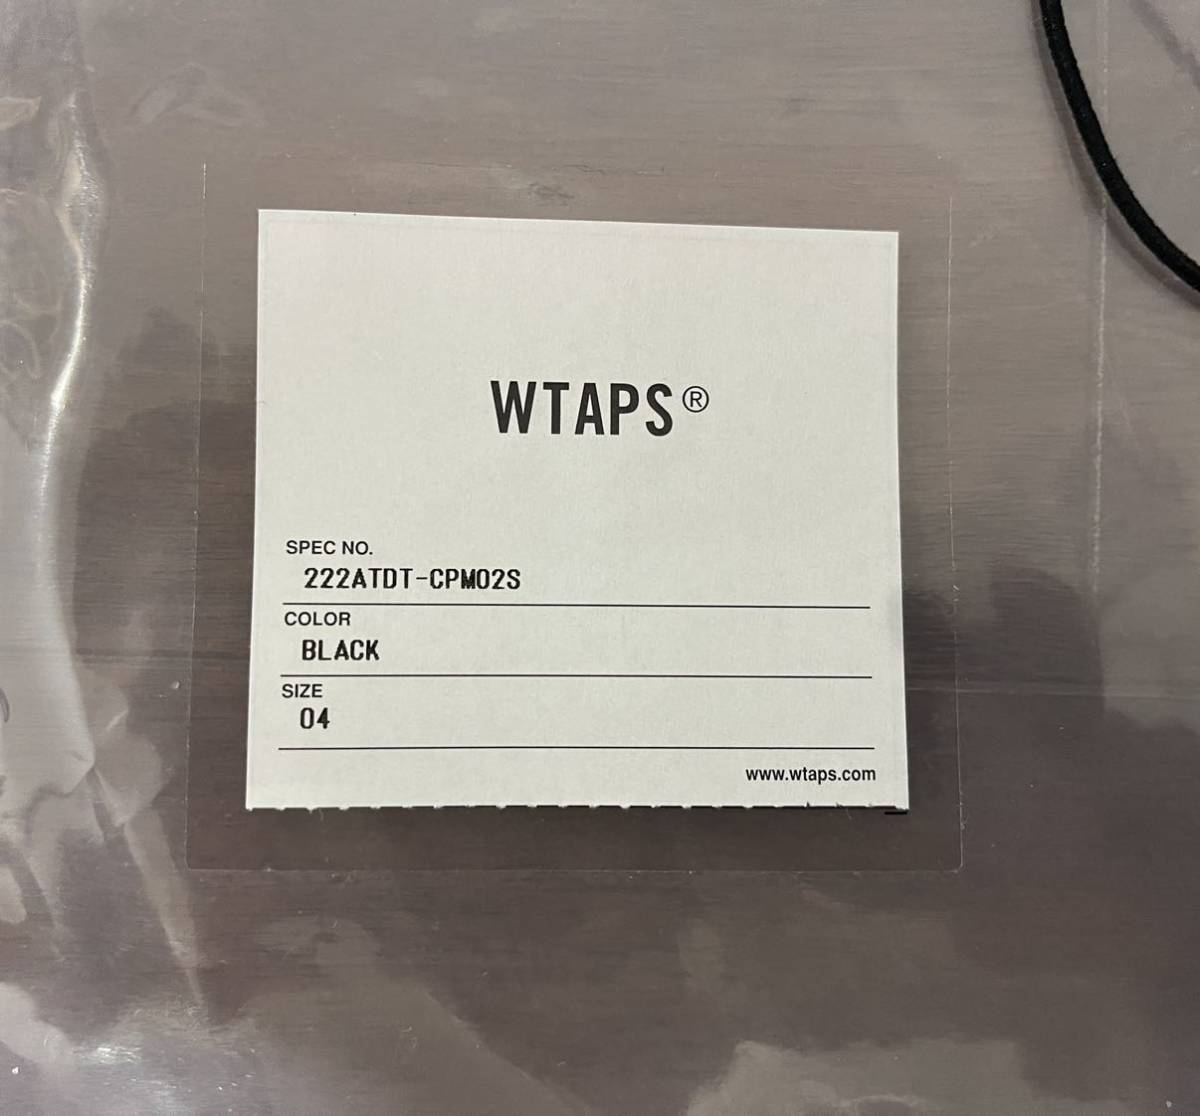 WTAPS®
SPEC NO.
222ATDT-CPM02S
COLOR
BLACK
SIZE
04
www.wtaps.com